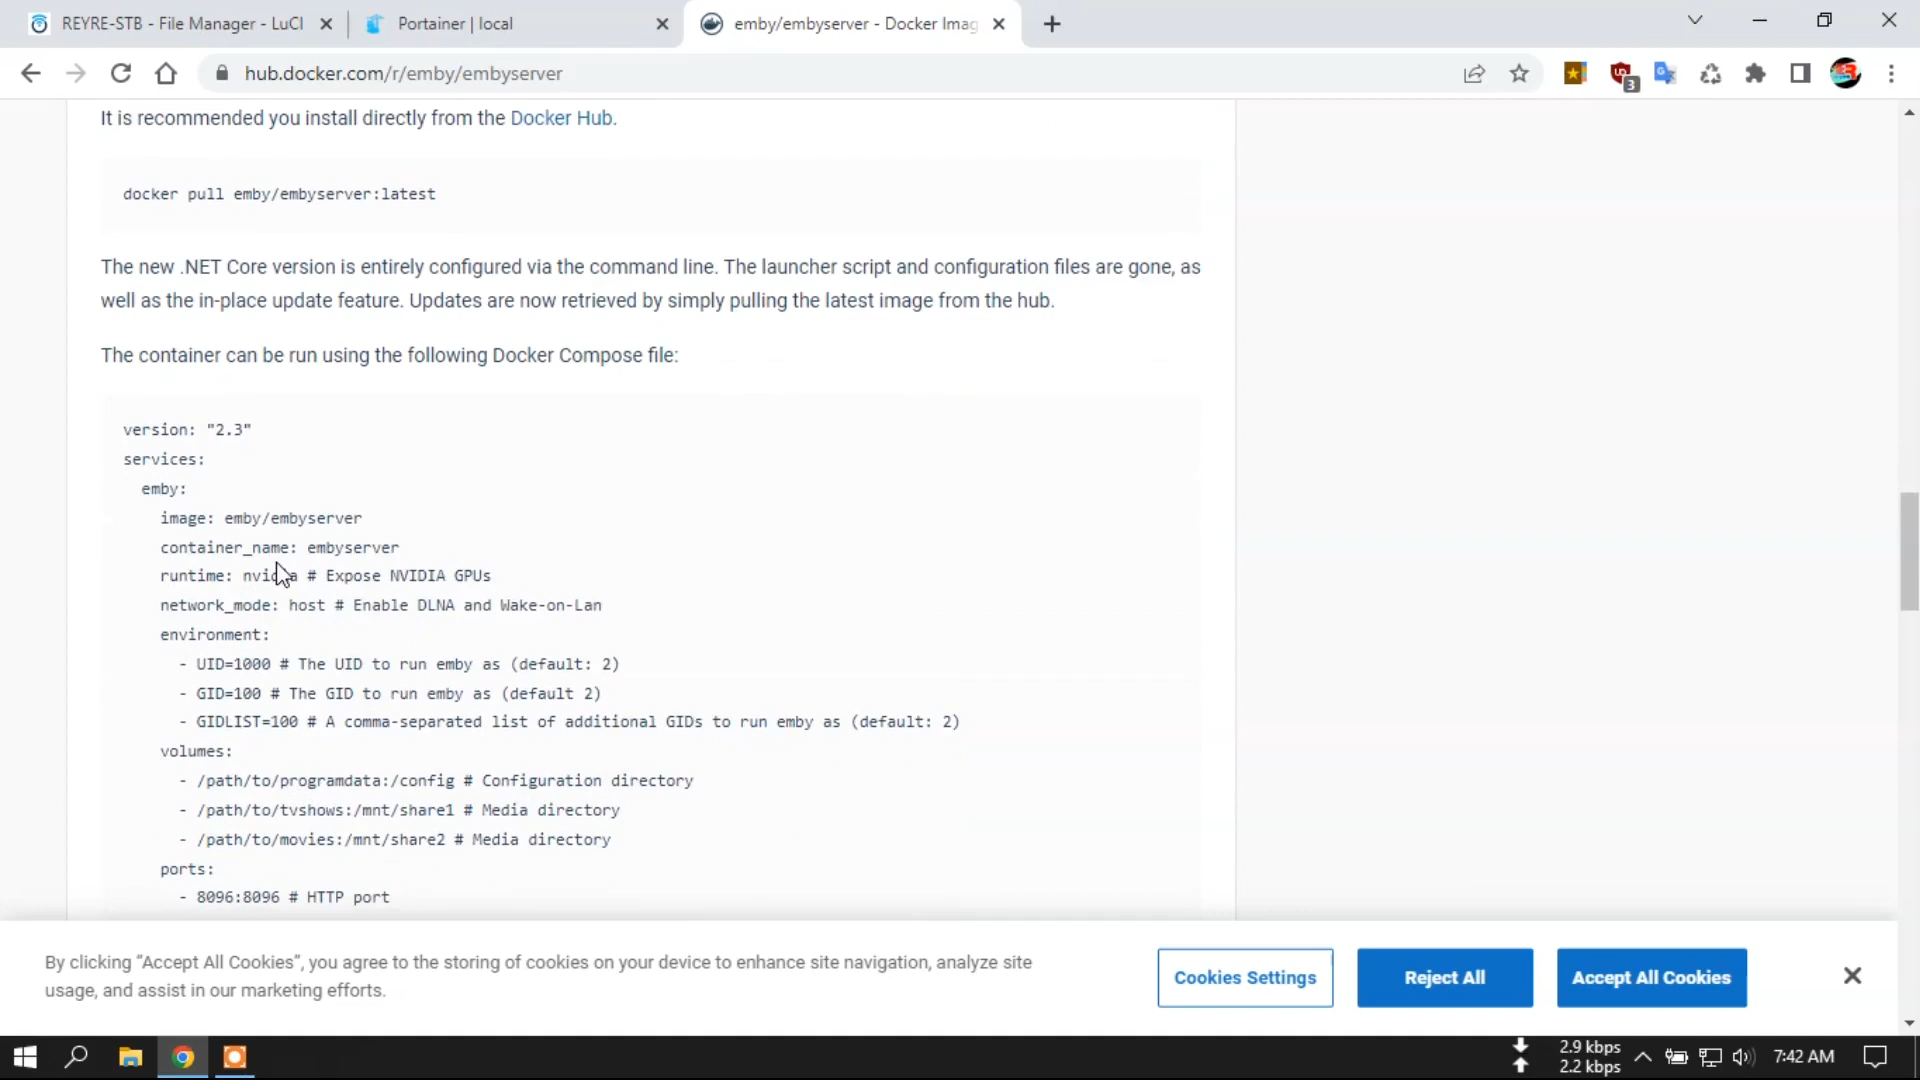 REYRE-STB - File Manager - LuCI
Portainer | local
emby/embyserver - Docker Imag
hub.docker.com/r/emby/embyserver
3
It is recommended you install directly from the Docker Hub.
docker pull emby/embyserver:latest
The new .NET Core version is entirely configured via the command line. The launcher script and configuration files are gone, as
well as the in-place update feature. Updates are now retrieved by simply pulling the latest image from the hub.
The container can be run using the following Docker Compose file:
version: "2.3"
services:
emby:
image: emby/embyserver
container_name: embyserver
runtime: nvidia # Expose NVIDIA GPUs
network_mode: host # Enable DLNA and Wake-on-Lan
environment:
- UID=1000 # The UID to run emby as (default: 2)
- GID=100 # The GID to run emby as (default 2)
- GIDLIST=100 # A comma-separated list of additional GIDs to run emby as (default: 2)
volumes:
- /path/to/programdata:/config # Configuration directory
- /path/to/tvshows:/mnt/share1 # Media directory
- /path/to/movies:/mnt/share2 # Media directory
ports:
- 8096:8096 # HTTP port
By clicking “Accept All Cookies”, you agree to the storing of cookies on your device to enhance site navigation, analyze site
usage, and assist in our marketing efforts.
Cookies Settings
Reject All
Accept All Cookies
2.9 kbps
2.2 kbps
7:42 AM